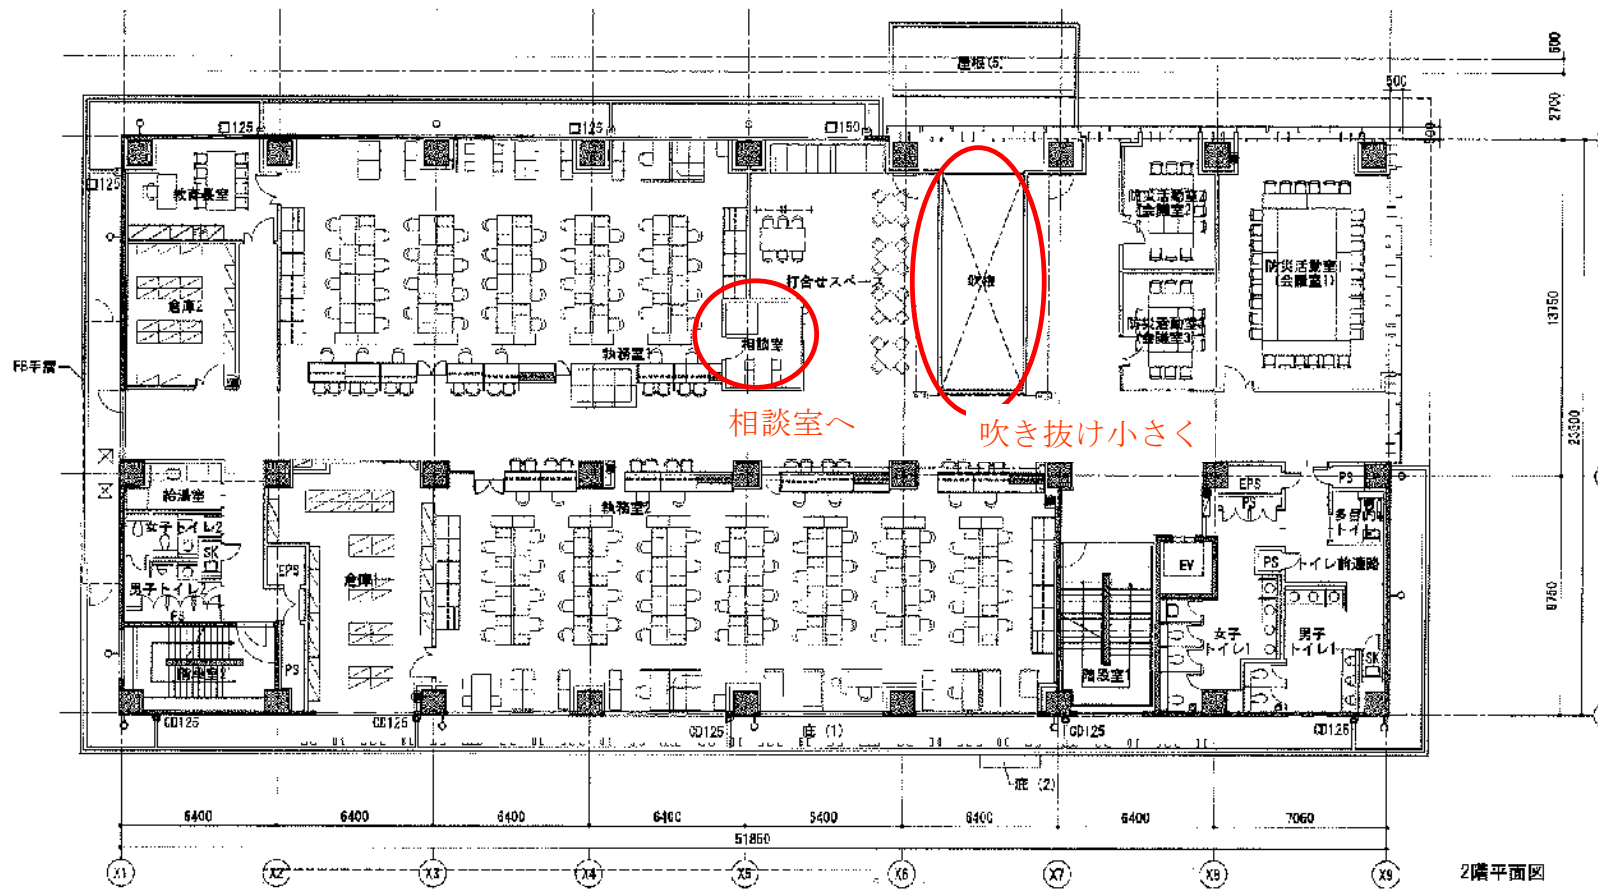 屋根(5)
600
2700
500
500
□125
□125
□150
□125
教育長室
倉庫2
FB手摺
執務室1
打合せスペース
相談室
吹抜
防災活動室2
(会議室2)
防災活動室3
(会議室3)
防災活動室1
(会議室1)
13750
23500
9750
相談室へ
吹き抜け小さく
給湯室
女子トイレ2
SK
男子トイレ2
PS
EPS
PS
階段室2
倉庫1
執務室2
階段室1
EV
EPS
PS
PS
PS
トイレ前通路
女子
トイレ1
男子
トイレ1
SK
CD125
CD125
CD125
庇(1)
CD125
CD125
庇(2)
6400
6400
6400
6400
6400
6400
6400
7060
51860
X1
X2
X3
X4
X5
X6
X7
X8
X9
2階平面図